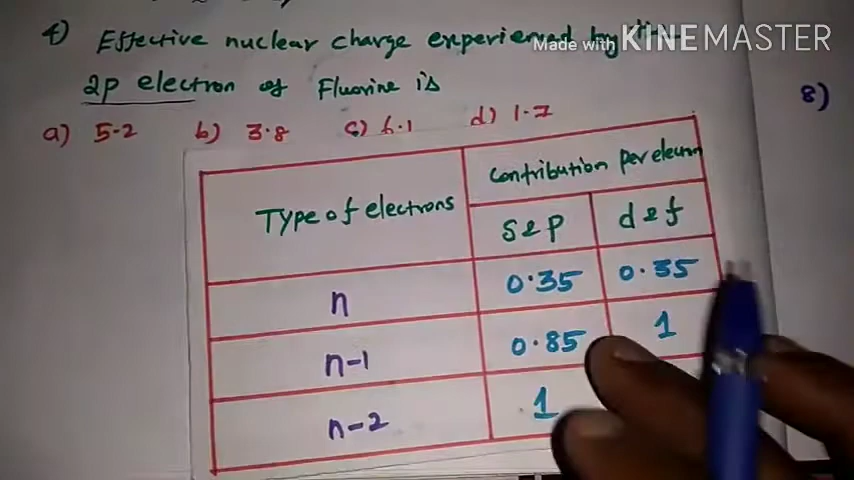 Effective nuclear charge experienced by
2p electron of Fluorine is
a) 5.2 b) 3.8 c) 6.1 d) 1.7
8)
Made with KINEMASTER
Type of electrons
Contribution per electron
s & p
d & f
n 0.35 0.35
n-1 0.85 1
n-2 1